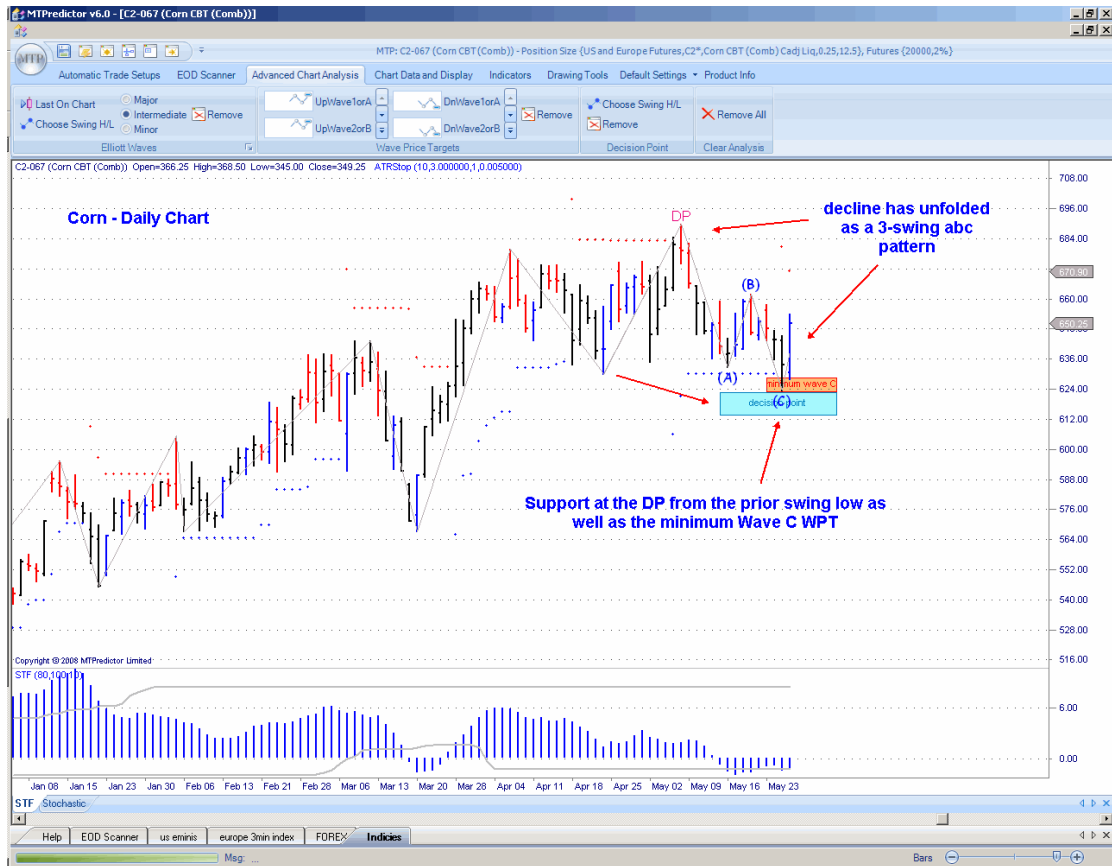 MTPredictor v6.0 - [C2-067 (Corn CBT (Comb))]
MTP
MTP: C2-067 (Corn CBT (Comb)) - Position Size {US and Europe Futures,C2*,Corn CBT (Comb) Cadj Liq,0.25,12.5}, Futures {20000,2%}
Automatic Trade Setups EOD Scanner Advanced Chart Analysis Chart Data and Display Indicators Drawing Tools Default Settings Product Info
Last On Chart Major UpWave1orA DnWave1orA Choose Swing H/L Remove All
Choose Swing H/L Intermediate Remove Remove Remove
Minor UpWave2orB DnWave2orB
Elliott Waves Wave Price Targets Decision Point Clear Analysis
C2-067 (Corn CBT (Comb)) Open=366.25 High=368.50 Low=345.00 Close=349.25 ATRStop (10,3.000000,1,0.005000)
708.00
696.00
684.00
670.90
660.00
650.25
636.00
624.00
612.00
600.00
588.00
576.00
564.00
552.00
540.00
528.00
516.00
Corn - Daily Chart
DP
decline has unfolded
as a 3-swing abc
pattern
(B)
(A)
minimum wave C
decision point
(C)
Support at the DP from the prior swing low as
well as the minimum Wave C WPT
Copyright © 2008 MTPredictor Limited
STF (80,100,10)
6.00
0.00
Jan 08 Jan 15 Jan 23 Jan 30 Feb 06 Feb 13 Feb 21 Feb 28 Mar 06 Mar 13 Mar 20 Mar 28 Apr 04 Apr 11 Apr 18 Apr 25 May 02 May 09 May 16 May 23
STF Stochastic
Help EOD Scanner us eminis europe 3min index FOREX Indicies
Msg: ... Bars